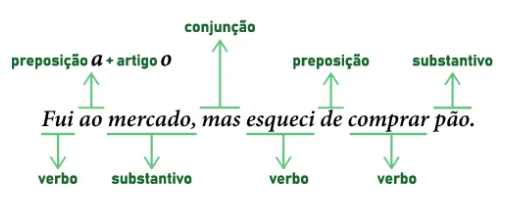 conjunção
preposição a + artigo o
preposição
substantivo
Fui ao mercado, mas esqueci de comprar pão.
verbo
substantivo
verbo
verbo